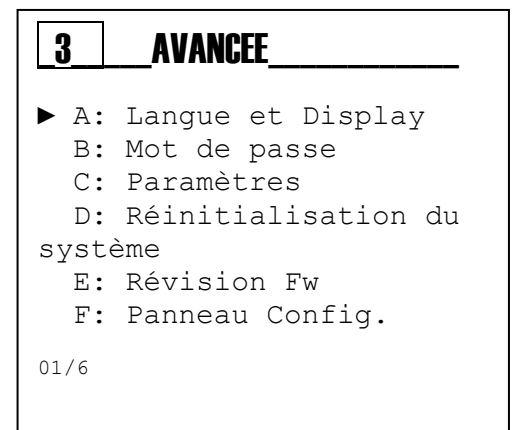 3 AVANCEE
► A: Langue et Display
B: Mot de passe
C: Paramètres
D: Réinitialisation du
système
E: Révision Fw
F: Panneau Config.
01/6